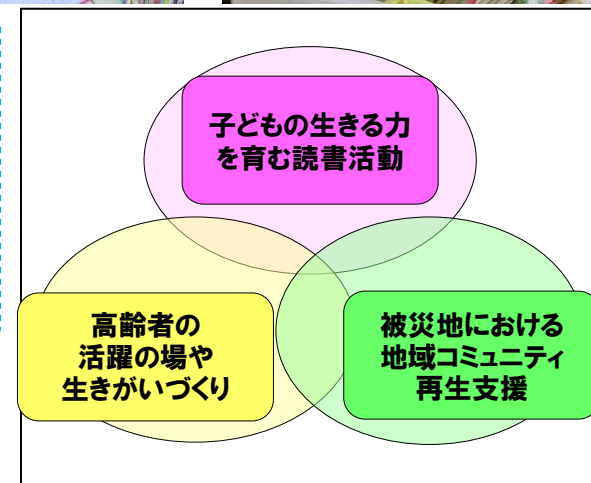 子どもの生きる力
を育む読書活動
高齢者の
活躍の場や
生きがいづくり
被災地における
地域コミュニティ
再生支援